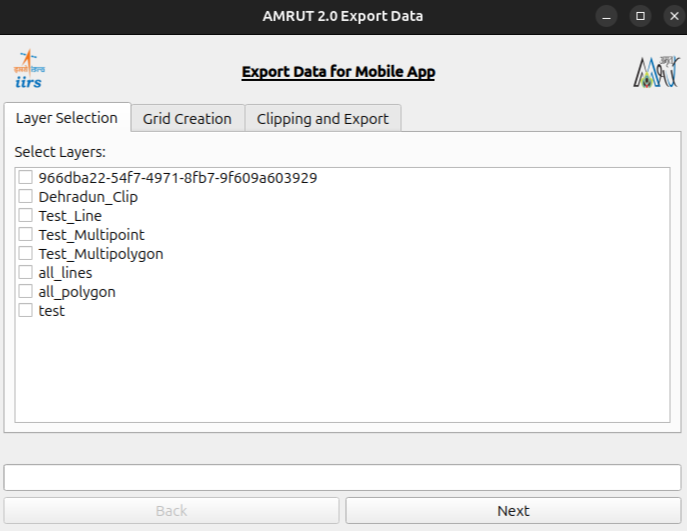 AMRUT 2.0 Export Data
iirs
Export Data for Mobile App
Layer Selection
Grid Creation
Clipping and Export
Select Layers:
966dba22-54f7-4971-8fb7-9f609a603929
Dehradun_Clip
Test_Line
Test_Multipoint
Test_Multipolygon
all_lines
all_polygon
test
Back
Next